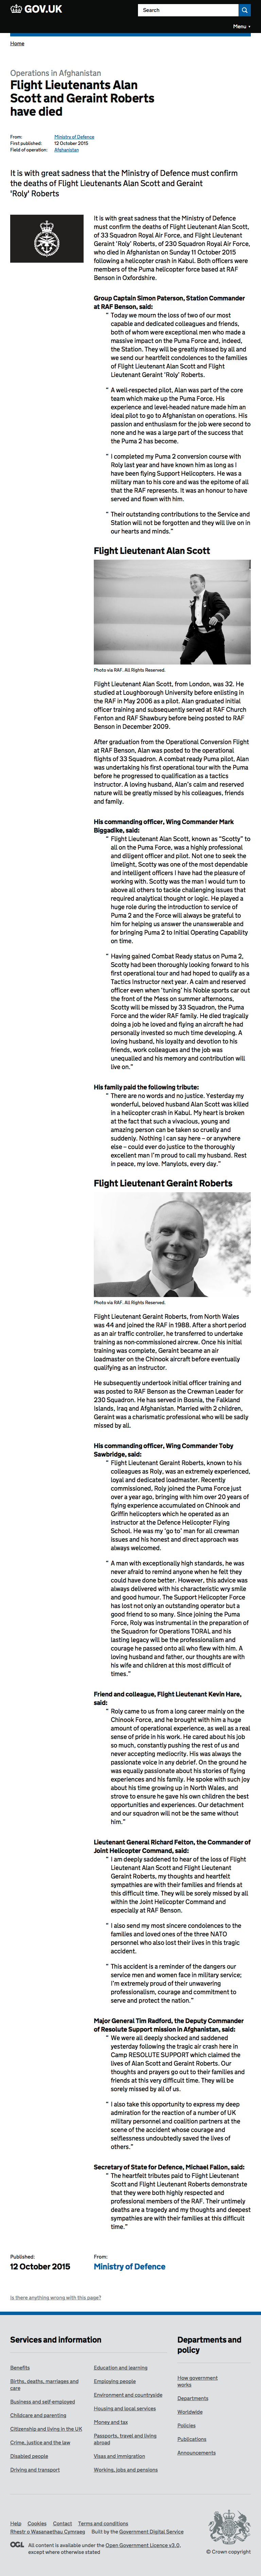 GOV.UK
Search
Menu
Home
Operations in Afghanistan
Flight Lieutenants Alan
Scott and Geraint Roberts
have died
From: Ministry of Defence
First published: 12 October 2015
Field of operation: Afghanistan
It is with great sadness that the Ministry of Defence must confirm
the deaths of Flight Lieutenants Alan Scott and Geraint
'Roly' Roberts
It is with great sadness that the Ministry of Defence
must confirm the deaths of Flight Lieutenant Alan Scott,
of 33 Squadron Royal Air Force, and Flight Lieutenant
Geraint 'Roly' Roberts, of 230 Squadron Royal Air Force,
who died in Afghanistan on Sunday 11 October 2015
following a helicopter crash in Kabul. Both officers were
members of the Puma helicopter force based at RAF
Benson in Oxfordshire.
Group Captain Simon Paterson, Station Commander
at RAF Benson, said:
“ Today we mourn the loss of two of our most
capable and dedicated colleagues and friends,
both of whom were exceptional men who made a
massive impact on the Puma Force and, indeed,
the Station. They will be greatly missed by all and
we send our heartfelt condolences to the families
of Flight Lieutenant Alan Scott and Flight
Lieutenant Geraint 'Roly' Roberts.
“ A well-respected pilot, Alan was part of the core
team which make up the Puma Force. His
experience and level-headed nature made him an
ideal pilot to go to Afghanistan on operations. His
passion and enthusiasm for the job were second to
none and he was a large part of the success that
the Puma 2 has become.
“ I completed my Puma 2 conversion course with
Roly last year and have known him as long as I
have been flying Support Helicopters. He was a
military man to his core and was the epitomy of all
that the RAF represents. It was an honour to have
served and flown with him.
“ Their outstanding contributions to the Service and
Station will not be forgotten and they will live on in
our hearts and minds.”
Flight Lieutenant Alan Scott
Photo via RAF. All Rights Reserved.
Flight Lieutenant Alan Scott, from London, was 32. He
studied at Loughborough University before enlisting in
the RAF in May 2006 as a pilot. Alan graduated initial
officer training and subsequently served at RAF Church
Fenton and RAF Shawbury before being posted to RAF
Benson in December 2009.
After graduation from the Operational Conversion Flight
at RAF Benson, Alan was posted to the operational
flights of 33 Squadron. A combat ready Puma pilot, Alan
was undertaking his first operational tour with the Puma
before he progressed to qualification as a tactics
instructor. A loving husband, Alan's calm and reserved
nature will be greatly missed by his colleagues, friends
and family.
His commanding officer, Wing Commander Mark
Biggadike, said:
“ Flight Lieutenant Alan Scott, known as “Scotty” to
all on the Puma Force, was a highly professional
and diligent officer and pilot. Not one to seek the
limelight, Scotty was one of the most dependable
and intelligent officers I have had the pleasure of
working with. Scotty was the man I would turn to
above all others to unlock challenging issues that
required analytical thought or logic. He played a
huge role during the introduction to service of
Puma 2 and the Force will always be grateful to
him for helping us answer the unanswerable and
for bringing Puma 2 to Initial Operating Capability
on time.
“ Having gained Combat Ready status on Puma 2,
Scotty had been thoroughly looking forward to his
first operational tour and had hoped to qualify as a
Tactics Instructor next year. A calm and reserved
officer even when 'tuning' his Noble sports car out
the front of the Mess on summer afternoons,
Scotty will be missed by 33 Squadron, the Puma
Force and the wider RAF family. He died tragically
doing a job he loved and flying an aircraft he had
devoted himself to so much time developing. A
loving husband, his loyalty and devotion to his
friends, work colleagues and the job was
unequalled and his memory and contribution will
live on.”
His family paid the following tribute:
“ There are no words and no justice. Yesterday my
wonderful, beloved husband Alan Scott was killed
in a helicopter crash in Kabul. My heart is broken
at the fact that such a vivacious, young and
charming person can be taken so cruelly and
suddenly. Nothing I can say here – or anywhere
else – could ever do justice to the thoroughly
excellent man I'm proud to call my husband. Rest
in peace, my love. Manylots, every day.”
Flight Lieutenant Geraint Roberts
Photo via RAF. All Rights Reserved.
Flight Lieutenant Geraint Roberts, from North Wales
was 44 and joined the RAF in 1988. After a short period
as an air traffic controller, he transferred to undertake
training as non-commissioned aircrew. Once his initial
training was complete, Geraint became an air
loadmaster on the Chinook aircraft before eventually
qualifying as an instructor.
He subsequently undertook initial officer training and
was posted to RAF Benson as the Crewman Leader for
230 Squadron. He has served in Bosnia, the Falkland
Islands, Iraq and Afghanistan. Married with 2 children,
Geraint was a charismatic professional who will be sadly
missed by all.
His commanding officer, Wing Commander Toby
Sawbridge, said:
“ Flight Lieutenant Geraint Roberts, known to his
colleagues as Roly, was an extremely experienced,
loyal and dedicated military man. Recently
commissioned, Roly joined the Puma Force just
over a year ago, bringing with him over 20 years of
flying experience accumulated on Chinook and
Griffin helicopters which he operated as an
instructor at the Defence Helicopter Flying
School. He was my 'go to' man for all crewman
issues and his honest and direct approach was
always welcomed.
“ A man with exceptionally high standards, he was
never afraid to remind anyone when he felt they
could have done better. However, this advice was
always delivered with his characteristic wry smile
and good humour. The Support Helicopter Force
has lost not only an outstanding operator but a
good friend to so many. Since joining the Puma
Force, Roly was instrumental in the preparation of
the Squadron for Operations TORAL and his
lasting legacy will be the professionalism and
courage he passed onto all who flew with him. A
loving husband and father, our thoughts are with
his wife and children at this most difficult of
times.”
Friend and colleague, Flight Lieutenant Kevin Hare,
said:
“ Roly came to us from a long career mainly on the
Chinook Force, and he brought with him a huge
amount of operational experience, as well as a real
sense of pride in his work. He cared about his job
so much, constantly pressing the rest of us and
never accepting mediocrity. His was always the
passionate voice in any debrief. On the ground he
was equally passionate about everything he did
and was always first to regale us with stories of his
experiences and his family. He spoke with such joy
about his time growing up in North Wales, and
strove to ensure he gave his own children the best
opportunities and experiences. Our detachment
and our squadron will not be the same without
him.”
Lieutenant General Richard Felton, the Commander of
Joint Helicopter Command, said:
“ I am deeply saddened to hear of the loss of Flight
Lieutenant Alan Scott and Flight Lieutenant
Geraint Roberts, my thoughts and heartfelt
sympathies are with their families and friends at
this difficult time. They will be sorely missed by all
within the Joint Helicopter Command and
especially at RAF Benson.
“ I also send my most sincere condolences to the
families and loved ones of the three NATO
personnel who also lost their lives in this tragic
accident.
“ This accident is a reminder of the dangers our
service men and women face in military service;
I'm immensely proud of their unwavering
professionalism, courage and commitment to
serve and protect the nation.”
Major General Tim Radford, the Deputy Commander
of Resolute Support mission in Afghanistan, said:
“ We were all deeply shocked and saddened
yesterday following the tragic air crash here in
Camp RESOLUTE SUPPORT which claimed the
lives of Alan Scott and Geraint Roberts. Our
thoughts and prayers go out to their families and
friends at this very difficult time. They will be
deeply missed by all of us.
“ I also take this opportunity to express my deep
admiration for the response of a number of UK
military personnel and coalition partners at the
scene of the accident whose courage and
selflessness undoubtedly saved the lives of
others.”
Secretary of State for Defence, Michael Fallon, said:
“ The heartfelt tributes paid to Flight Lieutenant
Scott and Flight Lieutenant Roberts demonstrate
that they were both highly respected and
professional members of the RAF. Their untimely
deaths are a tragedy and my thoughts and deepest
sympathies are with their families at this difficult
time.”
Published: From:
12 October 2015 Ministry of Defence
Is there anything wrong with this page?
Services and information
Benefits
Births, deaths, marriages and
care
Business and self-employed
Childcare and parenting
Citizenship and living in the UK
Crime, justice and the law
Disabled people
Driving and transport
Education and learning
Employing people
Environment and countryside
Housing and local services
Money and tax
Passports, travel and living
abroad
Visas and immigration
Working, jobs and pensions
Departments and
policy
How government
works
Departments
Worldwide
Policies
Publications
Announcements
Help Cookies Contact Terms and conditions
Rhestr o Wasanaethau Cymraeg Built by the Government Digital Service
OGL All content is available under the Open Government Licence v3.0,
except where otherwise stated
© Crown copyright